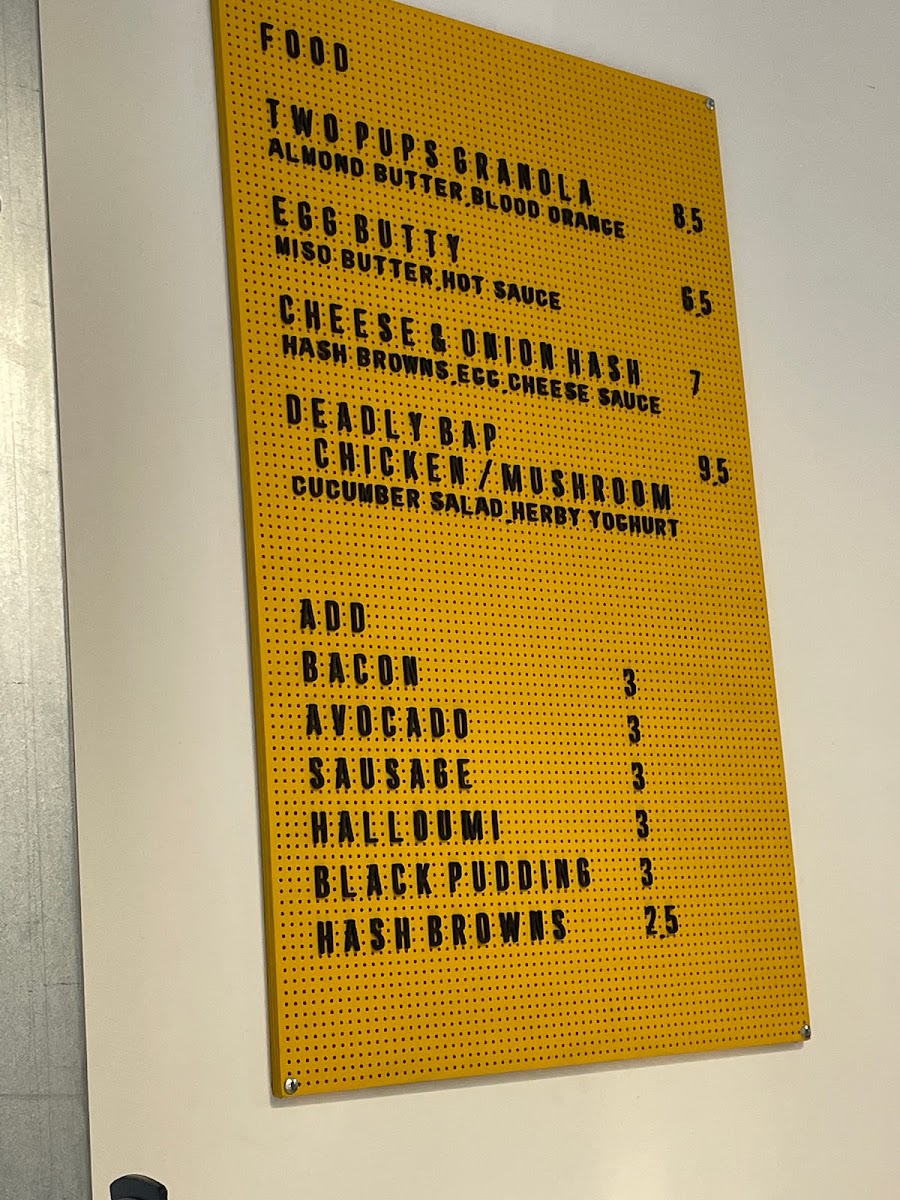 FOOD
TWO PUPS GRANOLA
ALMOND BUTTER, BLOOD ORANGE 8.5
EGG BUTTY
MISO BUTTER, HOT SAUCE 6.5
CHEESE & ONION HASH 7
HASH BROWNS, EGG, CHEESE SAUCE
DEADLY BAP
CHICKEN / MUSHROOM 9.5
CUCUMBER SALAD, HERBY YOGHURT
ADD
BACON 3
AVOCADO 3
SAUSAGE 3
HALLOUMI 3
BLACK PUDDING 3
HASH BROWNS 2.5